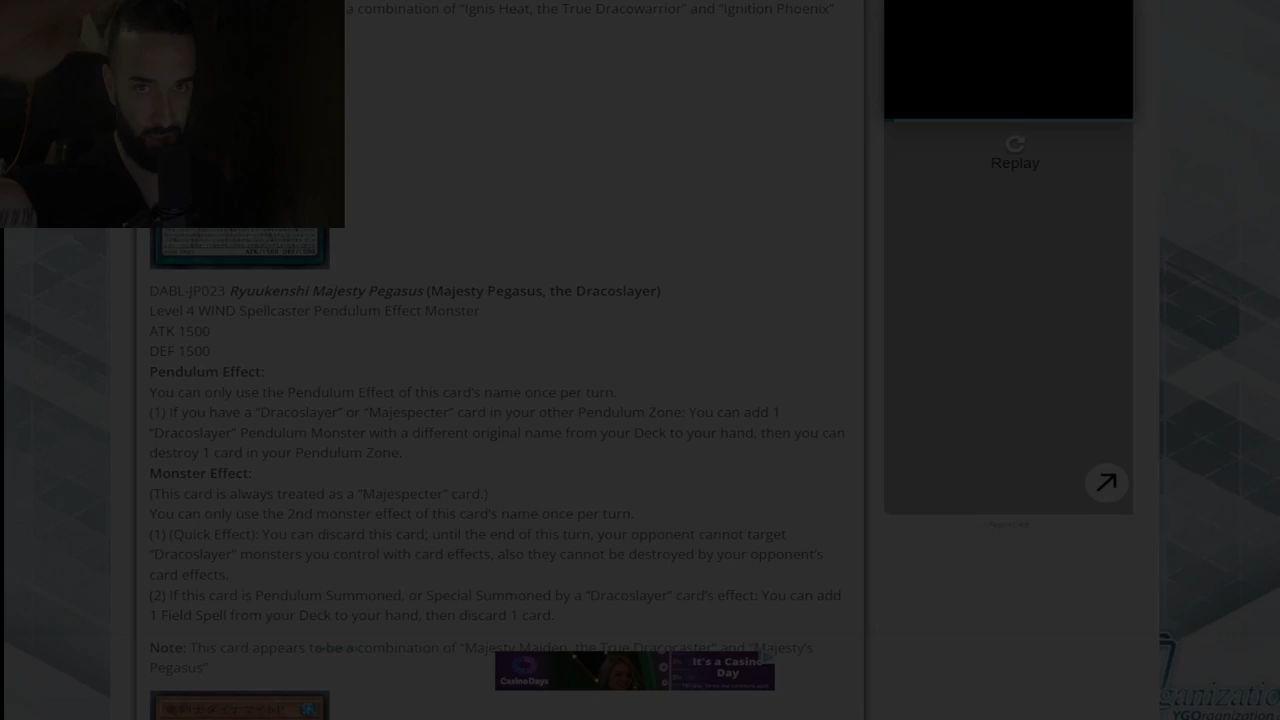 a combination of “Ignis Heat, the True Dracowarrior” and “Ignition Phoenix”
Replay
DABL-JP023 Ryuukenshi Majesty Pegasus (Majesty Pegasus, the Dracoslayer)
Level 4 WIND Spellcaster Pendulum Effect Monster
ATK 1500
DEF 1500
Pendulum Effect:
You can only use the Pendulum Effect of this card’s name once per turn.
(1) If you have a “Dracoslayer” or “Majespecter” card in your other Pendulum Zone: You can add 1
“Dracoslayer” Pendulum Monster with a different original name from your Deck to your hand, then you can
destroy 1 card in your Pendulum Zone.
Monster Effect:
(This card is always treated as a “Majespecter” card.)
You can only use the 2nd monster effect of this card’s name once per turn.
(1) (Quick Effect): You can discard this card; until the end of this turn, your opponent cannot target
“Dracoslayer” monsters you control with card effects, also they cannot be destroyed by your opponent’s
card effects.
(2) If this card is Pendulum Summoned, or Special Summoned by a “Dracoslayer” card’s effect: You can add
1 Field Spell from your Deck to your hand, then discard 1 card.
Note: This card appears to be a combination of “Majesty Maiden, the True Dracocaster” and “Majesty’s
Pegasus”
CasinoDays
It's a Casino
Day
ganizatio
YGOrganization